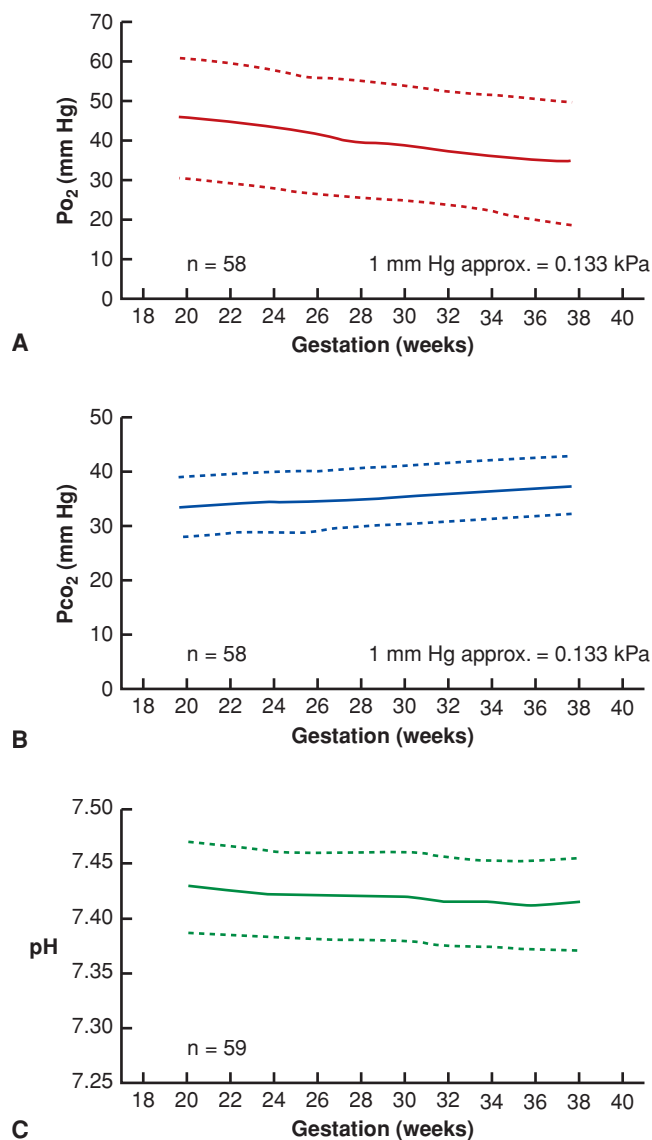 70
60
50
40
30
20
10
0
Po2 (mm Hg)
n = 58 1 mm Hg approx. = 0.133 kPa
18 20 22 24 26 28 30 32 34 36 38 40
Gestation (weeks)
A
50
40
30
20
10
0
Pco2 (mm Hg)
n = 58 1 mm Hg approx. = 0.133 kPa
18 20 22 24 26 28 30 32 34 36 38 40
Gestation (weeks)
B
7.50
7.45
7.40
7.35
7.30
7.25
pH
n = 59
18 20 22 24 26 28 30 32 34 36 38 40
Gestation (weeks)
C